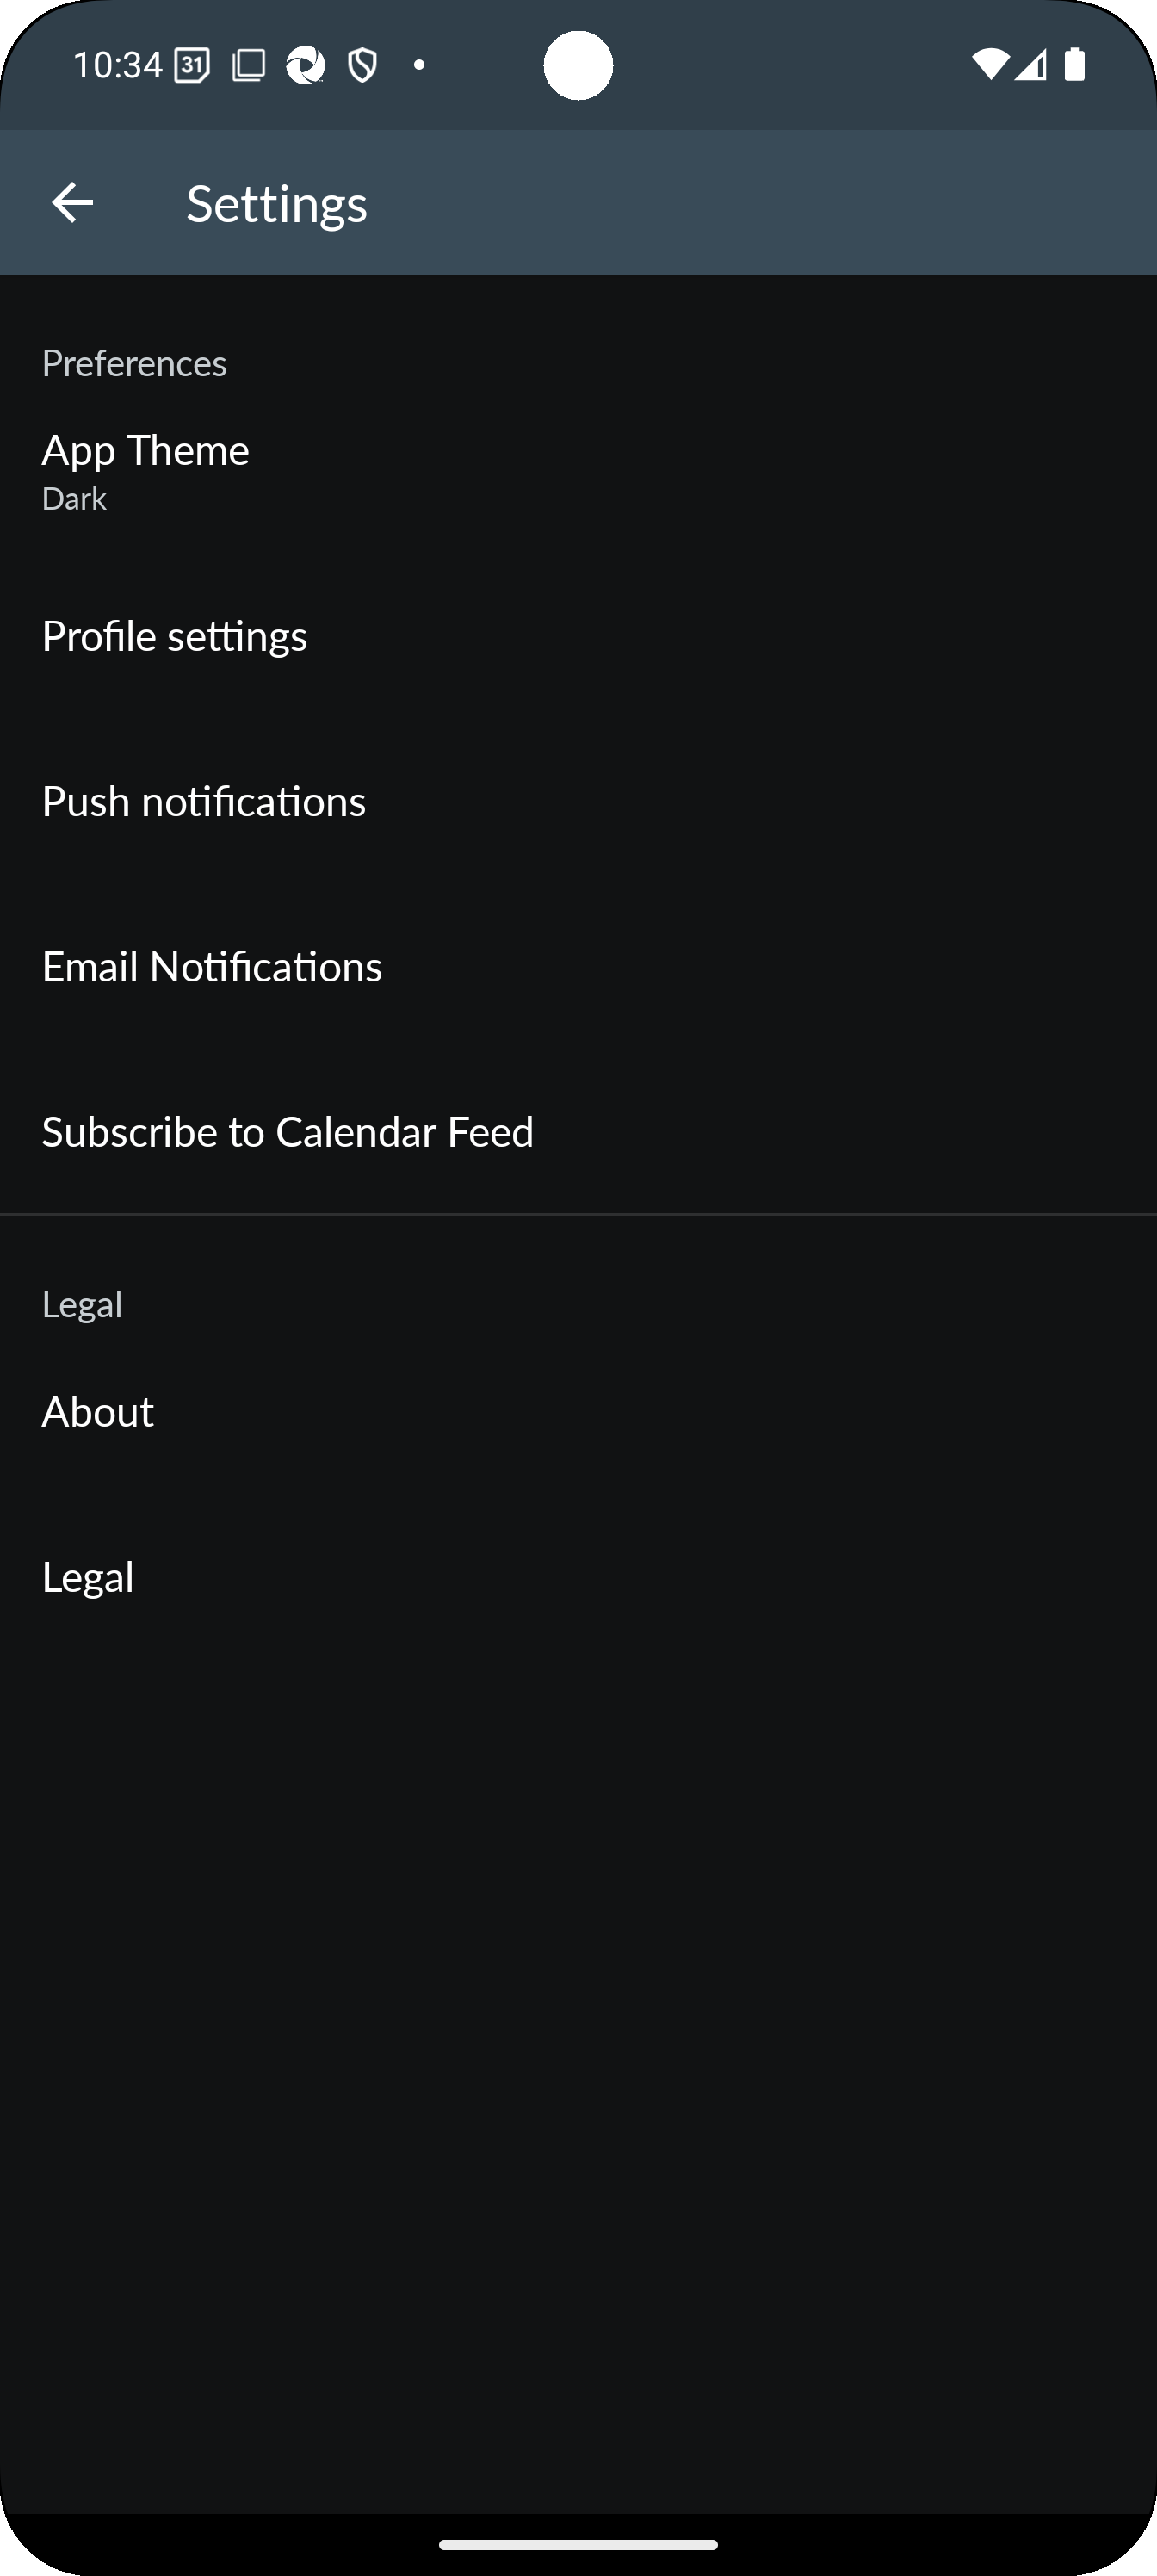 10:34 31
Settings
Preferences
App Theme
Dark
Profile settings
Push notifications
Email Notifications
Subscribe to Calendar Feed
Legal
About
Legal